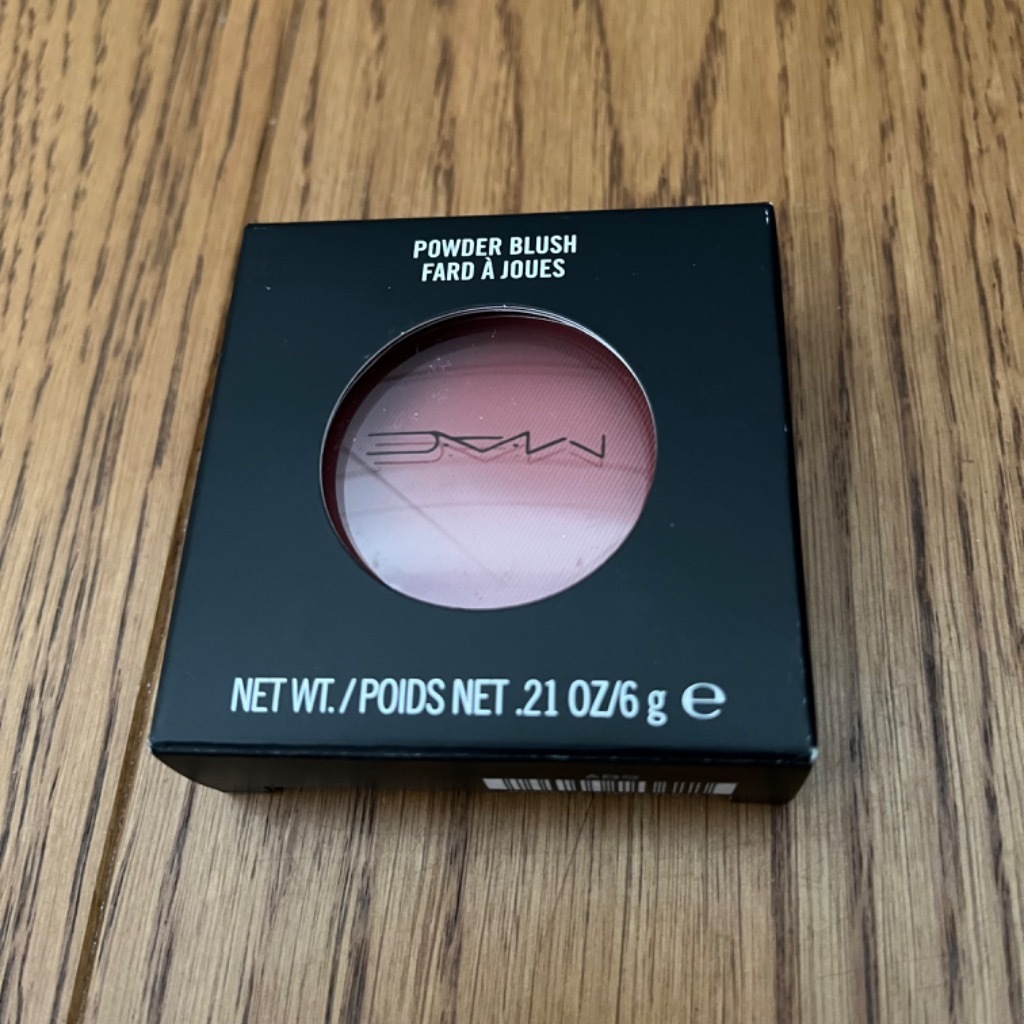 POWDER BLUSH
FARD À JOUES
NET WT./POIDS NET .21 OZ/6 g ℮